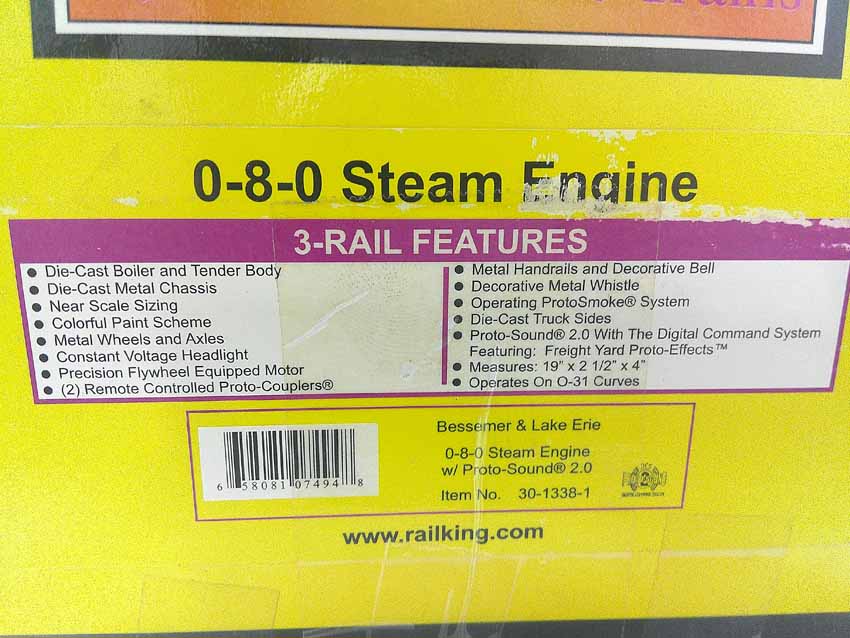 Trains
0-8-0 Steam Engine
3-RAIL FEATURES
• Die-Cast Boiler and Tender Body
• Die-Cast Metal Chassis
• Near Scale Sizing
• Colorful Paint Scheme
• Metal Wheels and Axles
• Constant Voltage Headlight
• Precision Flywheel Equipped Motor
• (2) Remote Controlled Proto-Couplers®
• Metal Handrails and Decorative Bell
• Decorative Metal Whistle
• Operating ProtoSmoke® System
• Die-Cast Truck Sides
• Proto-Sound® 2.0 With The Digital Command System
Featuring: Freight Yard Proto-Effects™
• Measures: 19" x 2 1/2" x 4"
• Operates On O-31 Curves
6 58081 07494 8
Bessemer & Lake Erie
0-8-0 Steam Engine
w/ Proto-Sound® 2.0
Item No. 30-1338-1
www.railking.com